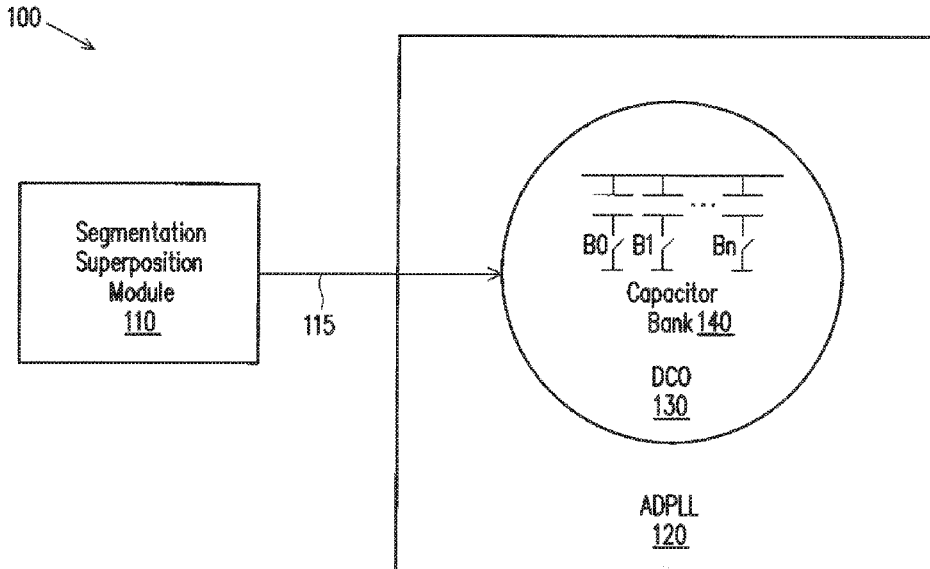 100
Segmentation
Superposition
Module
110
115
...
B0 B1 Bn
Capacitor
Bank 140
DCO
130
ADPLL
120